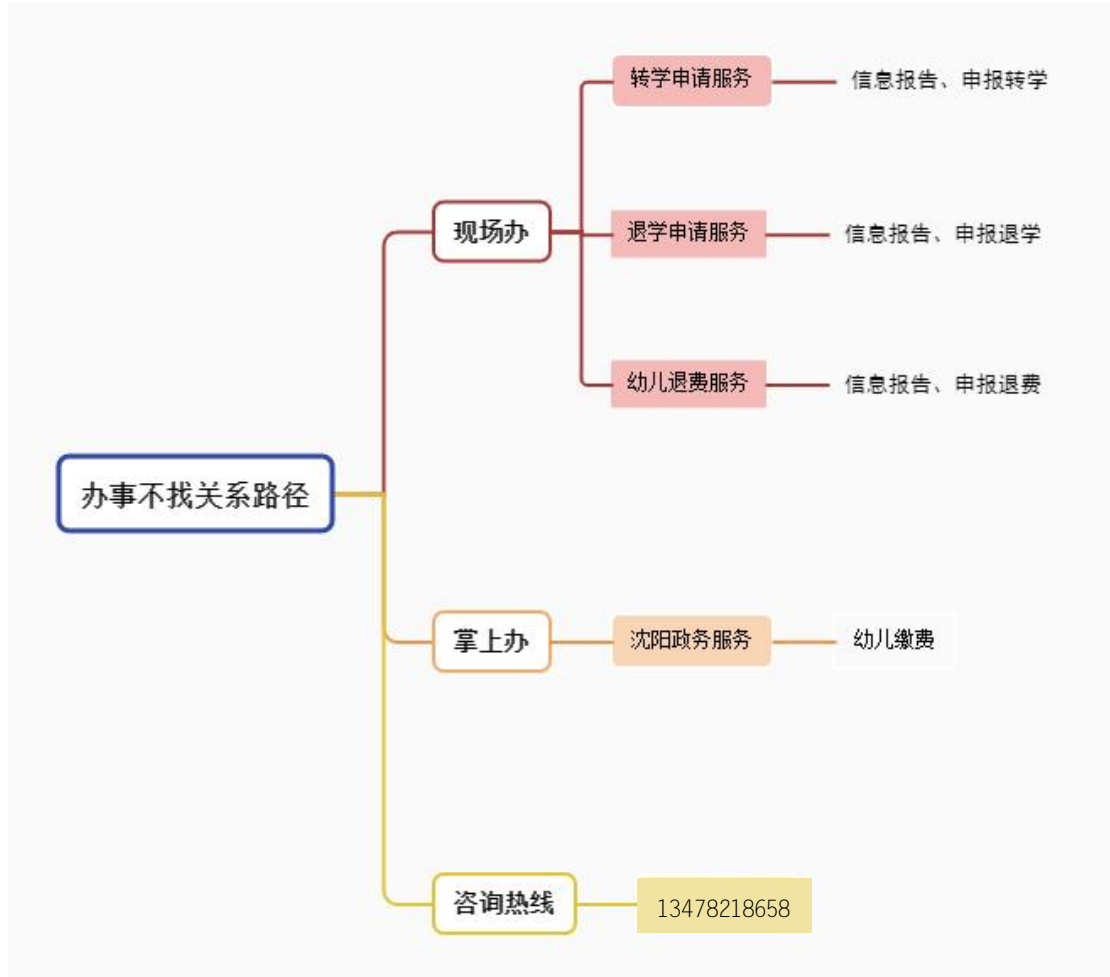 转学申请服务
信息报告、申报转学
现场办
退学申请服务
信息报告、申报退学
幼儿退费服务
信息报告、申报退费
办事不找关系路径
掌上办
沈阳政务服务
幼儿缴费
咨询热线
13478218658